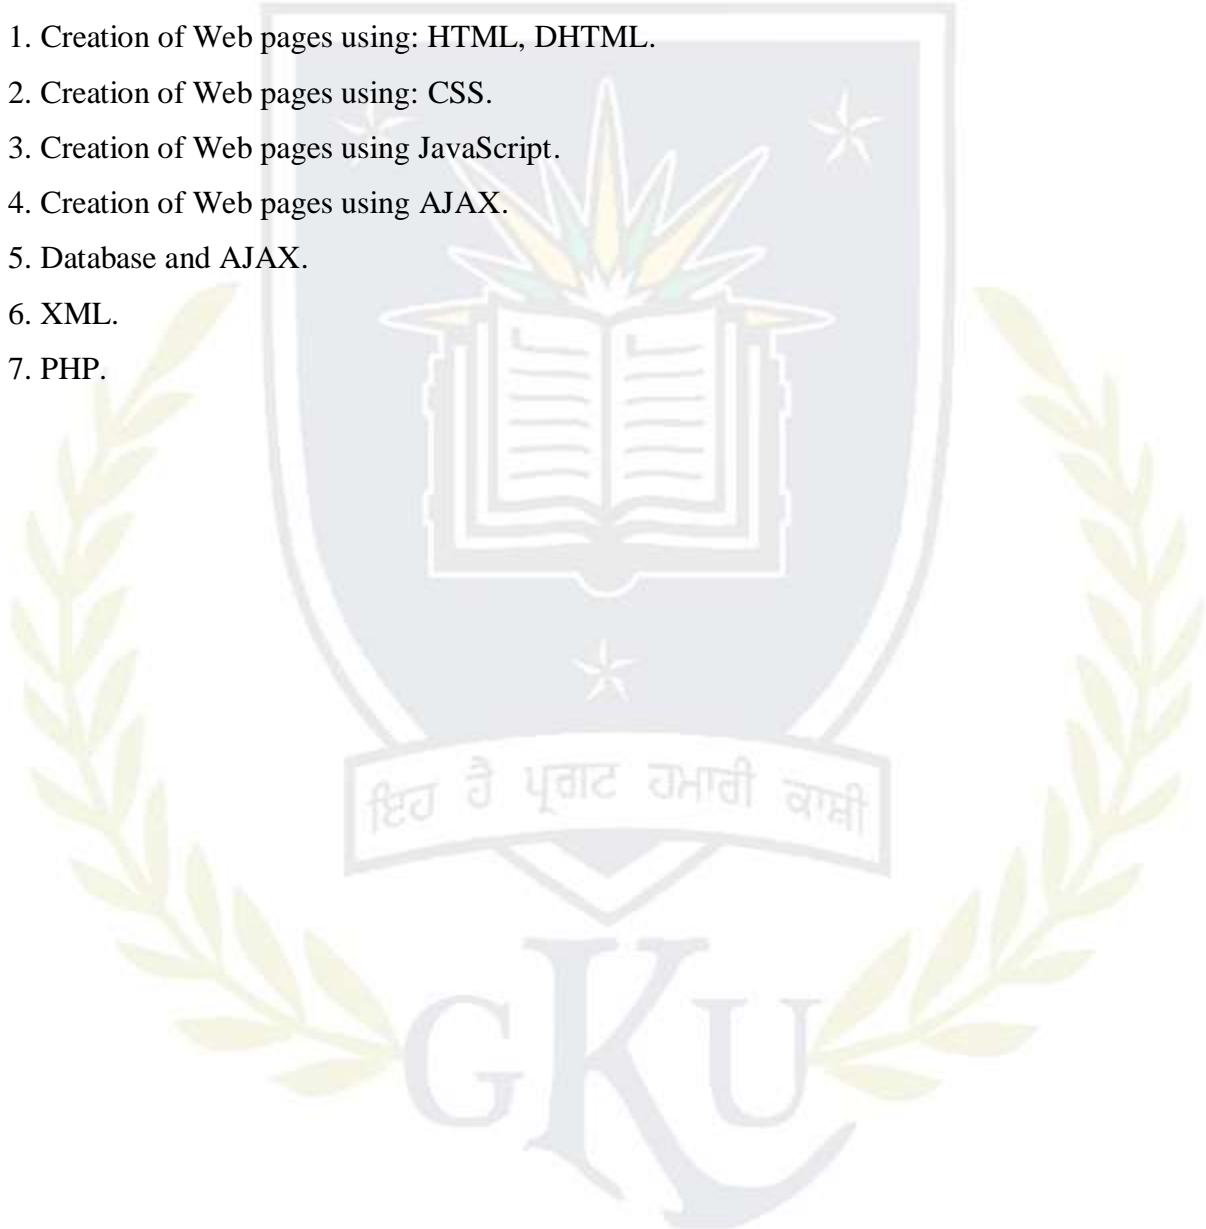 1. Creation of Web pages using: HTML, DHTML.
2. Creation of Web pages using: CSS.
3. Creation of Web pages using JavaScript.
4. Creation of Web pages using AJAX.
5. Database and AJAX.
6. XML.
7. PHP.
ਇਹ ਹੈ ਪ੍ਰਗਟ ਹਮਾਰੀ ਕਾਸ਼ੀ
GKU